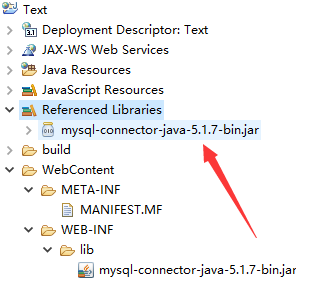 Text
Deployment Descriptor: Text
JAX-WS Web Services
Java Resources
JavaScript Resources
Referenced Libraries
mysql-connector-java-5.1.7-bin.jar
build
WebContent
META-INF
MANIFEST.MF
WEB-INF
lib
mysql-connector-java-5.1.7-bin.jar